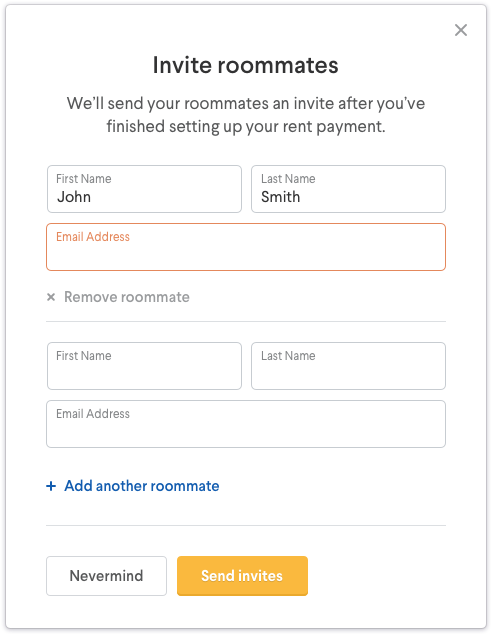 Invite roommates
We’ll send your roommates an invite after you’ve
finished setting up your rent payment.
First Name
John
Last Name
Smith
Email Address
Remove roommate
First Name
Last Name
Email Address
+ Add another roommate
Nevermind
Send invites